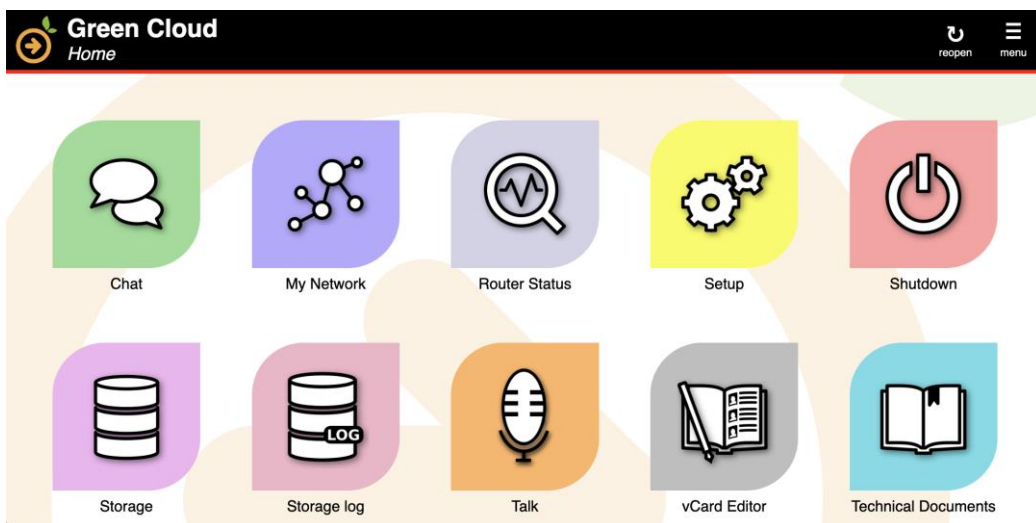 Green Cloud
Home
reopen
menu
Chat
My Network
Router Status
Setup
Shutdown
LOG
Storage
Storage log
Talk
vCard Editor
Technical Documents